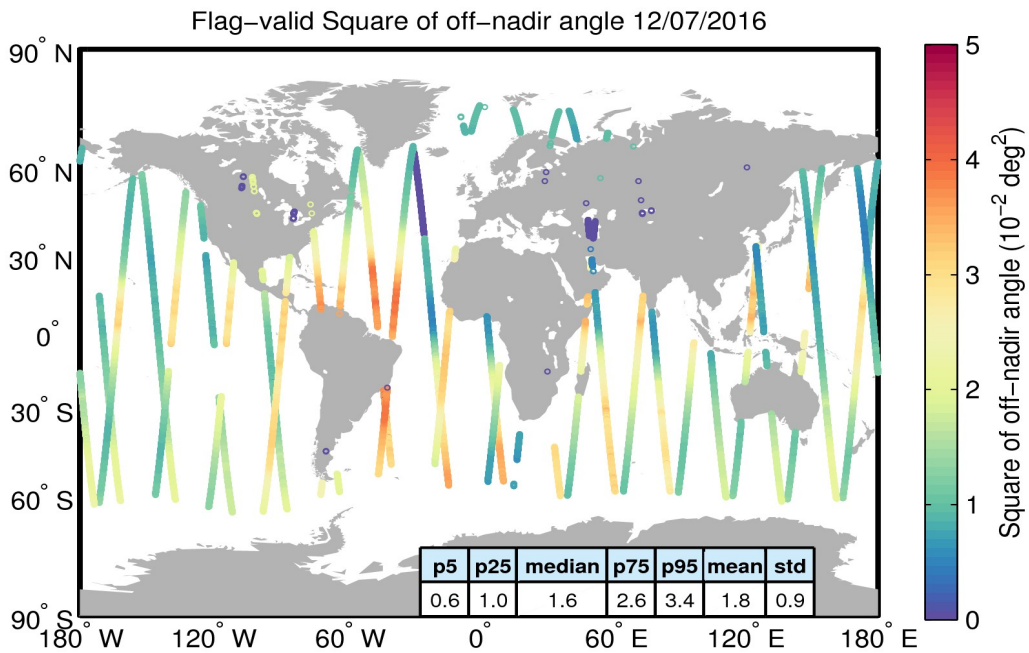 Flag−valid Square of off−nadir angle 12/07/2016
90° N
60° N
30° N
0°
30° S
60° S
90° S
180° W
120° W
60° W
0°
60° E
120° E
180° E
p5 p25 median p75 p95 mean std
0.6 1.0 1.6 2.6 3.4 1.8 0.9
5
4
3
2
1
0
Square of off−nadir angle (10⁻² deg²)